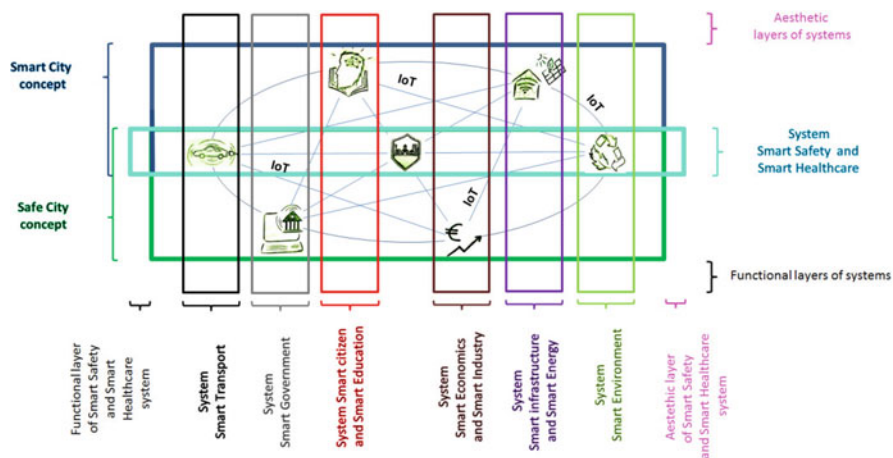 Aesthetic
layers of systems
Smart City
concept
IoT
IoT
System
Smart Safety and
Smart Healthcare
IoT
IoT
Safe City
concept
Functional layers of systems
Functional layer
of Smart Safety
and Smart
Healthcare
system
System
Smart Transport
System
Smart Government
System Smart citizen
and Smart Education
System
Smart Economics
and Smart Industry
System
Smart infrastructure
and Smart Energy
System
Smart Environment
Aestethic layer
of Smart Safety
and Smart Healthcare
system